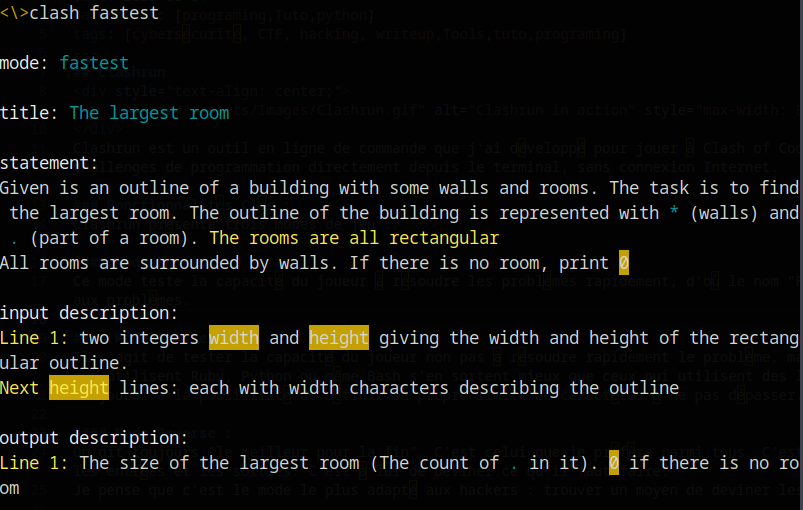 <\>clash fastest
mode: fastest
title: The largest room
statement:
Given is an outline of a building with some walls and rooms. The task is to find
the largest room. The outline of the building is represented with * (walls) and
. (part of a room). The rooms are all rectangular
All rooms are surrounded by walls. If there is no room, print 0
input description:
Line 1: two integers width and height giving the width and height of the rectang
ular outline.
Next height lines: each with width characters describing the outline
output description:
Line 1: The size of the largest room (The count of . in it). 0 if there is no ro
om